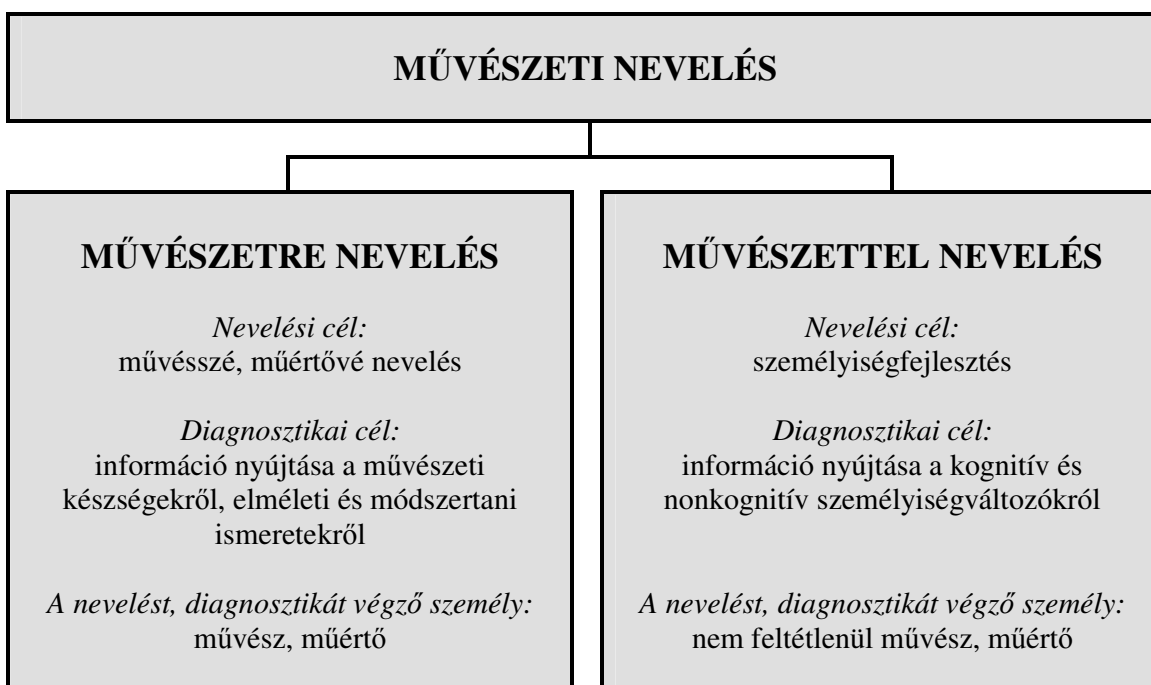 MŰVÉSZETI NEVELÉS
MŰVÉSZETRE NEVELÉS
Nevelési cél:
művésszé, műértővé nevelés
Diagnosztikai cél:
információ nyújtása a művészeti
készségekről, elméleti és módszertani
ismeretekről
A nevelést, diagnosztikát végző személy:
művész, műértő
MŰVÉSZETTEL NEVELÉS
Nevelési cél:
személyiségfejlesztés
Diagnosztikai cél:
információ nyújtása a kognitív és
nonkognitív személyiségváltozókról
A nevelést, diagnosztikát végző személy:
nem feltétlenül művész, műértő